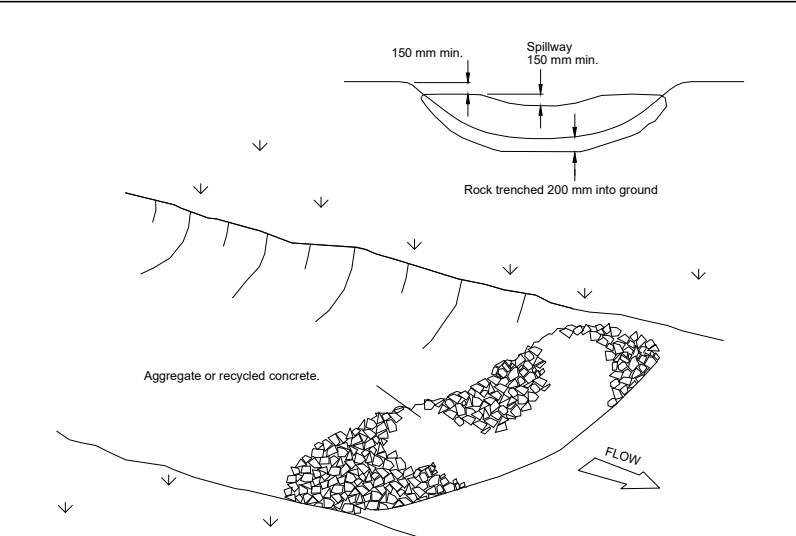 150 mm min.
Spillway
150 mm min.
Rock trenched 200 mm into ground
Aggregate or recycled concrete.
FLOW